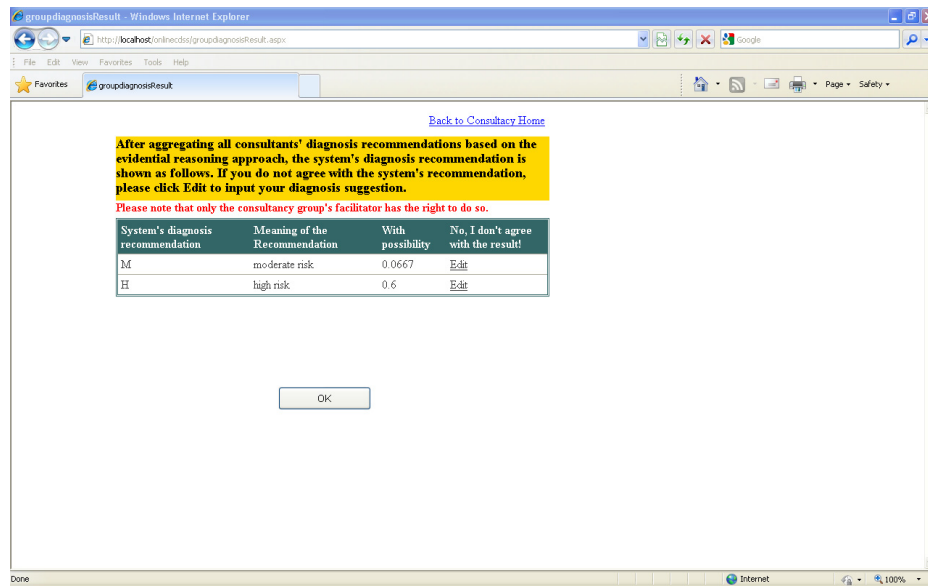 groupdiagnosisResult - Windows Internet Explorer
http://localhost/onlinecdss/groupdiagnosisResult.aspx
Google
File Edit View Favorites Tools Help
Favorites groupdiagnosisResult Page Safety
Back to Consultacy Home
After aggregating all consultants' diagnosis recommendations based on the
evidential reasoning approach, the system's diagnosis recommendation is
shown as follows. If you do not agree with the system's recommendation,
please click Edit to input your diagnosis suggestion.
Please note that only the consultancy group's facilitator has the right to do so.
System's diagnosis Meaning of the With No, I don't agree
recommendation Recommendation possibility with the result!
M moderate risk 0.0667 Edit
H high risk 0.6 Edit
OK
Done Internet 100%